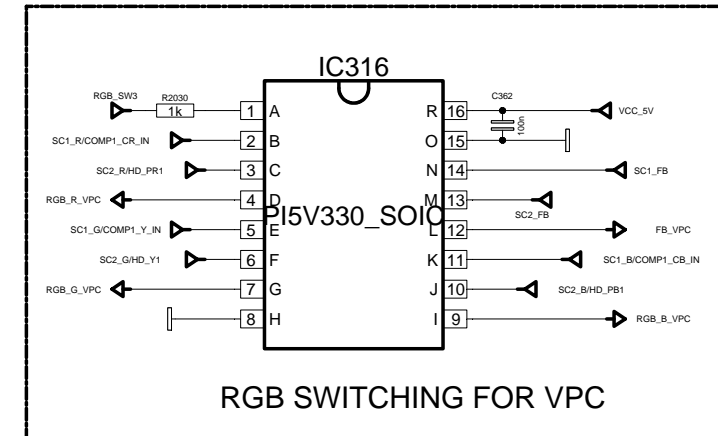 IC316
RGB_SW3 R2030 1k 1 A R 16 C362 100n VCC_5V
SC1_R/COMP1_CR_IN 2 B O 15
SC2_R/HD_PR1 3 C N 14 SC1_FB
RGB_R_VPC 4 D M 13 SC2_FB
PI5V330_SOIC
SC1_G/COMP1_Y_IN 5 E L 12 FB_VPC
SC2_G/HD_Y1 6 F K 11 SC1_B/COMP1_CB_IN
RGB_G_VPC 7 G J 10 SC2_B/HD_PB1
8 H I 9 RGB_B_VPC
RGB SWITCHING FOR VPC